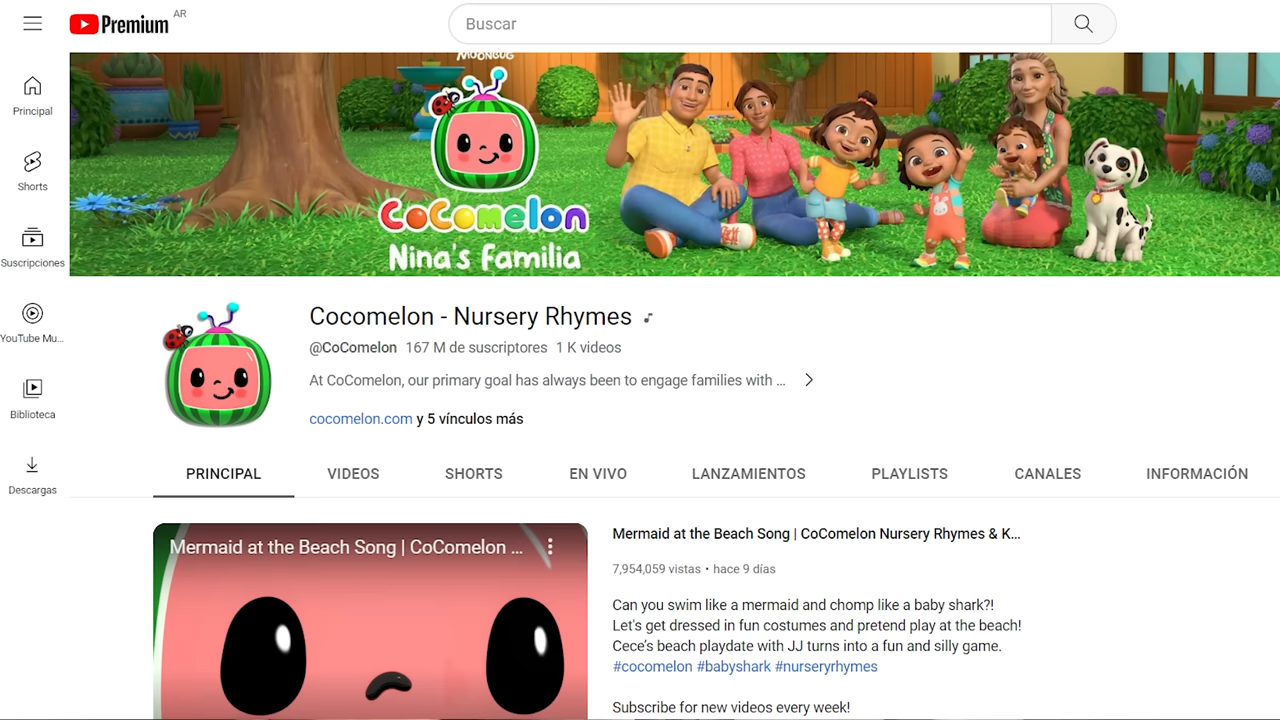 Premium AR
Buscar
Principal
Shorts
Suscripciones
YouTube Mu...
Biblioteca
Descargas
MOONBUG
CoComelon
Nina's Familia
Cocomelon - Nursery Rhymes
@CoComelon 167 M de suscriptores 1 K videos
At CoComelon, our primary goal has always been to engage families with ...
cocomelon.com y 5 vínculos más
PRINCIPAL VIDEOS SHORTS EN VIVO LANZAMIENTOS PLAYLISTS CANALES INFORMACIÓN
Mermaid at the Beach Song | CoComelon ...
Mermaid at the Beach Song | CoComelon Nursery Rhymes & K...
7,954,059 vistas • hace 9 días
Can you swim like a mermaid and chomp like a baby shark?!
Let's get dressed in fun costumes and pretend play at the beach!
Cece's beach playdate with JJ turns into a fun and silly game.
#cocomelon #babyshark #nurseryrhymes
Subscribe for new videos every week!